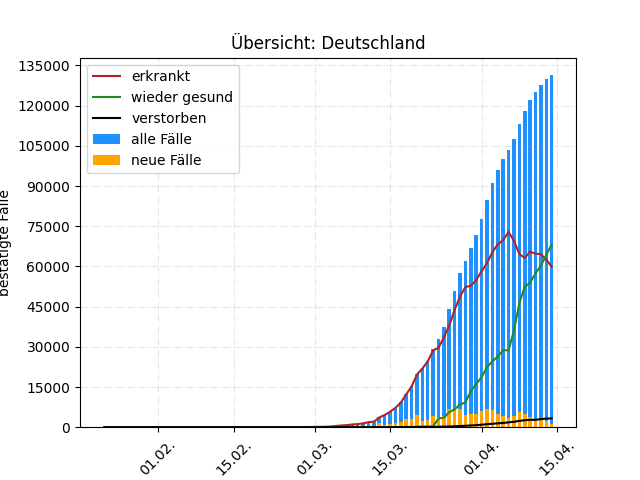 Übersicht: Deutschland
135000
120000
105000
90000
75000
60000
45000
30000
15000
0
bestätigte Fälle
erkrankt
wieder gesund
verstorben
alle Fälle
neue Fälle
01.02.
15.02.
01.03.
15.03.
01.04.
15.04.